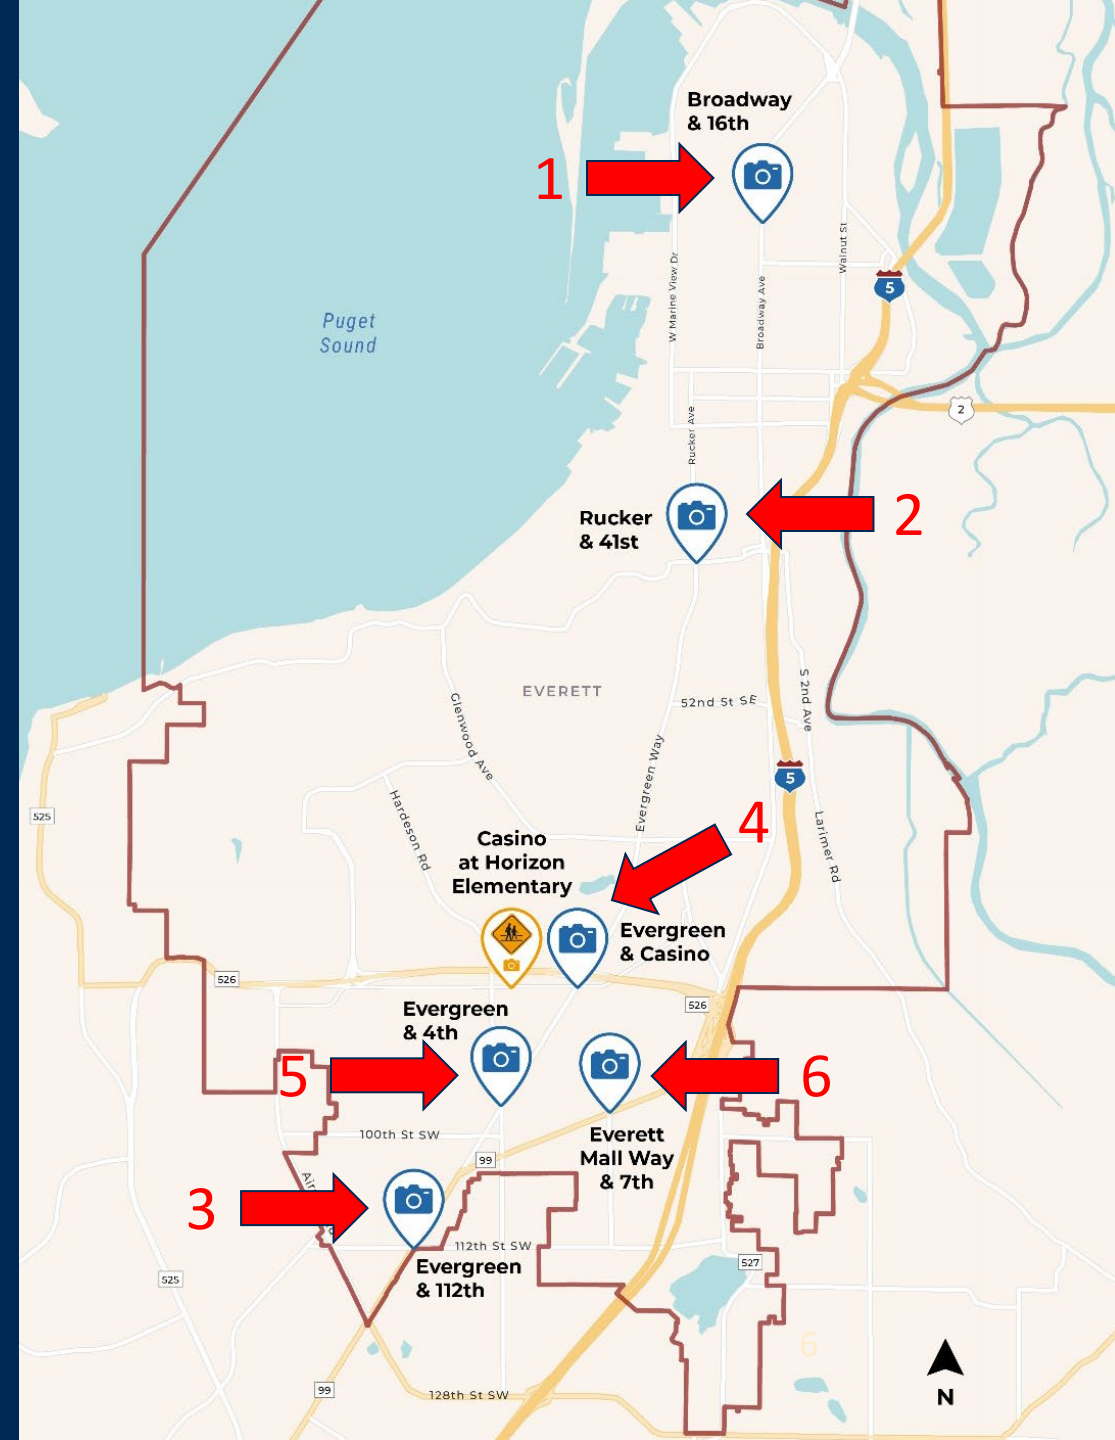 Broadway
& 16th
1
W Marine View Dr
Broadway Ave
Walnut St
5
Puget
Sound
2
Rucker Ave
Rucker
& 41st
2
EVERETT
52nd St SE
S 2nd Ave
Glenwood Ave
Evergreen Way
5
525
Hardeson Rd
Larimer Rd
4
Casino
at Horizon
Elementary
Evergreen
& Casino
526
526
Evergreen
& 4th
5
6
100th St SW
Everett
Mall Way
& 7th
99
3
112th St SW
Evergreen
& 112th
527
525
6
99
128th St SW
N